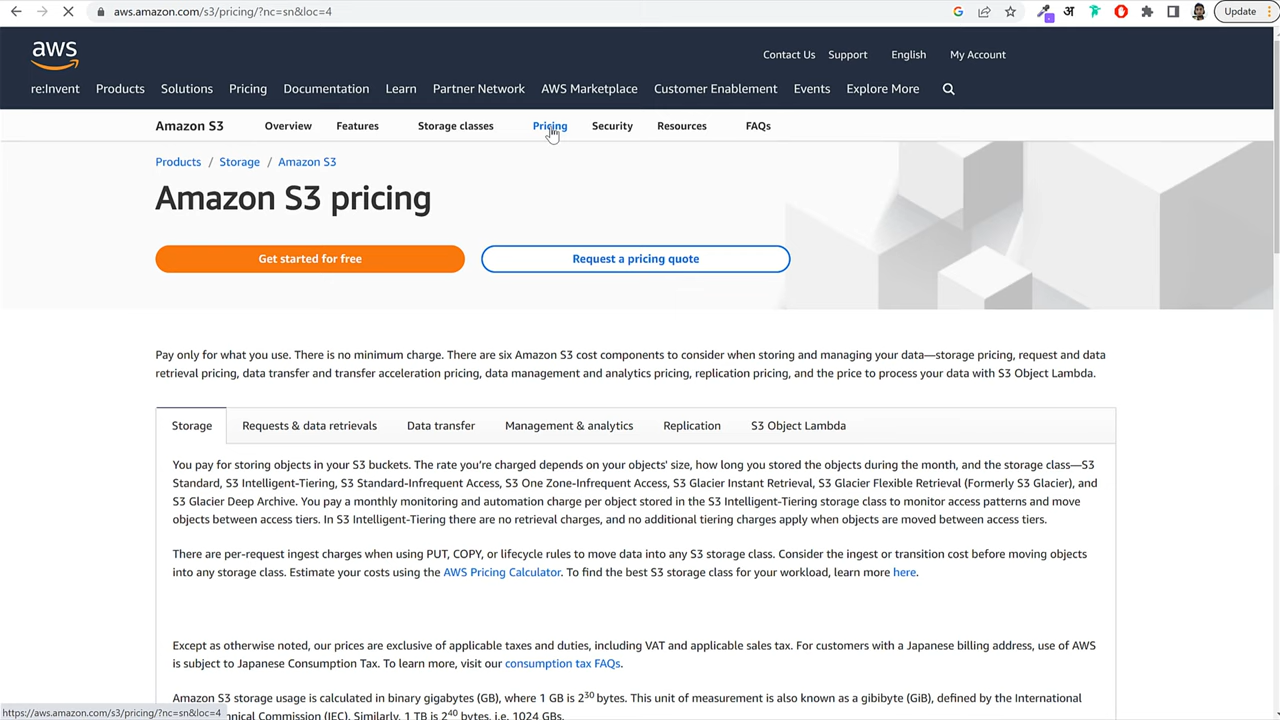 aws.amazon.com/s3/pricing/?nc=sn&loc=4
अ
Update
aws
Contact Us Support English My Account
re:Invent Products Solutions Pricing Documentation Learn Partner Network AWS Marketplace Customer Enablement Events Explore More
Amazon S3 Overview Features Storage classes Pricing Security Resources FAQs
Products / Storage / Amazon S3
Amazon S3 pricing
Get started for free Request a pricing quote
Pay only for what you use. There is no minimum charge. There are six Amazon S3 cost components to consider when storing and managing your data—storage pricing, request and data
retrieval pricing, data transfer and transfer acceleration pricing, data management and analytics pricing, replication pricing, and the price to process your data with S3 Object Lambda.
Storage Requests & data retrievals Data transfer Management & analytics Replication S3 Object Lambda
You pay for storing objects in your S3 buckets. The rate you’re charged depends on your objects' size, how long you stored the objects during the month, and the storage class—S3
Standard, S3 Intelligent-Tiering, S3 Standard-Infrequent Access, S3 One Zone-Infrequent Access, S3 Glacier Instant Retrieval, S3 Glacier Flexible Retrieval (Formerly S3 Glacier), and
S3 Glacier Deep Archive. You pay a monthly monitoring and automation charge per object stored in the S3 Intelligent-Tiering storage class to monitor access patterns and move
objects between access tiers. In S3 Intelligent-Tiering there are no retrieval charges, and no additional tiering charges apply when objects are moved between access tiers.
There are per-request ingest charges when using PUT, COPY, or lifecycle rules to move data into any S3 storage class. Consider the ingest or transition cost before moving objects
into any storage class. Estimate your costs using the AWS Pricing Calculator. To find the best S3 storage class for your workload, learn more here.
Except as otherwise noted, our prices are exclusive of applicable taxes and duties, including VAT and applicable sales tax. For customers with a Japanese billing address, use of AWS
is subject to Japanese Consumption Tax. To learn more, visit our consumption tax FAQs.
Amazon S3 storage usage is calculated in binary gigabytes (GB), where 1 GB is 2³⁰ bytes. This unit of measurement is also known as a gibibyte (GiB), defined by the International
https://aws.amazon.com/s3/pricing/?nc=sn&loc=4 Commission (IEC). Similarly, 1 TB is 2⁴⁰ bytes, i.e. 1024 GBs.